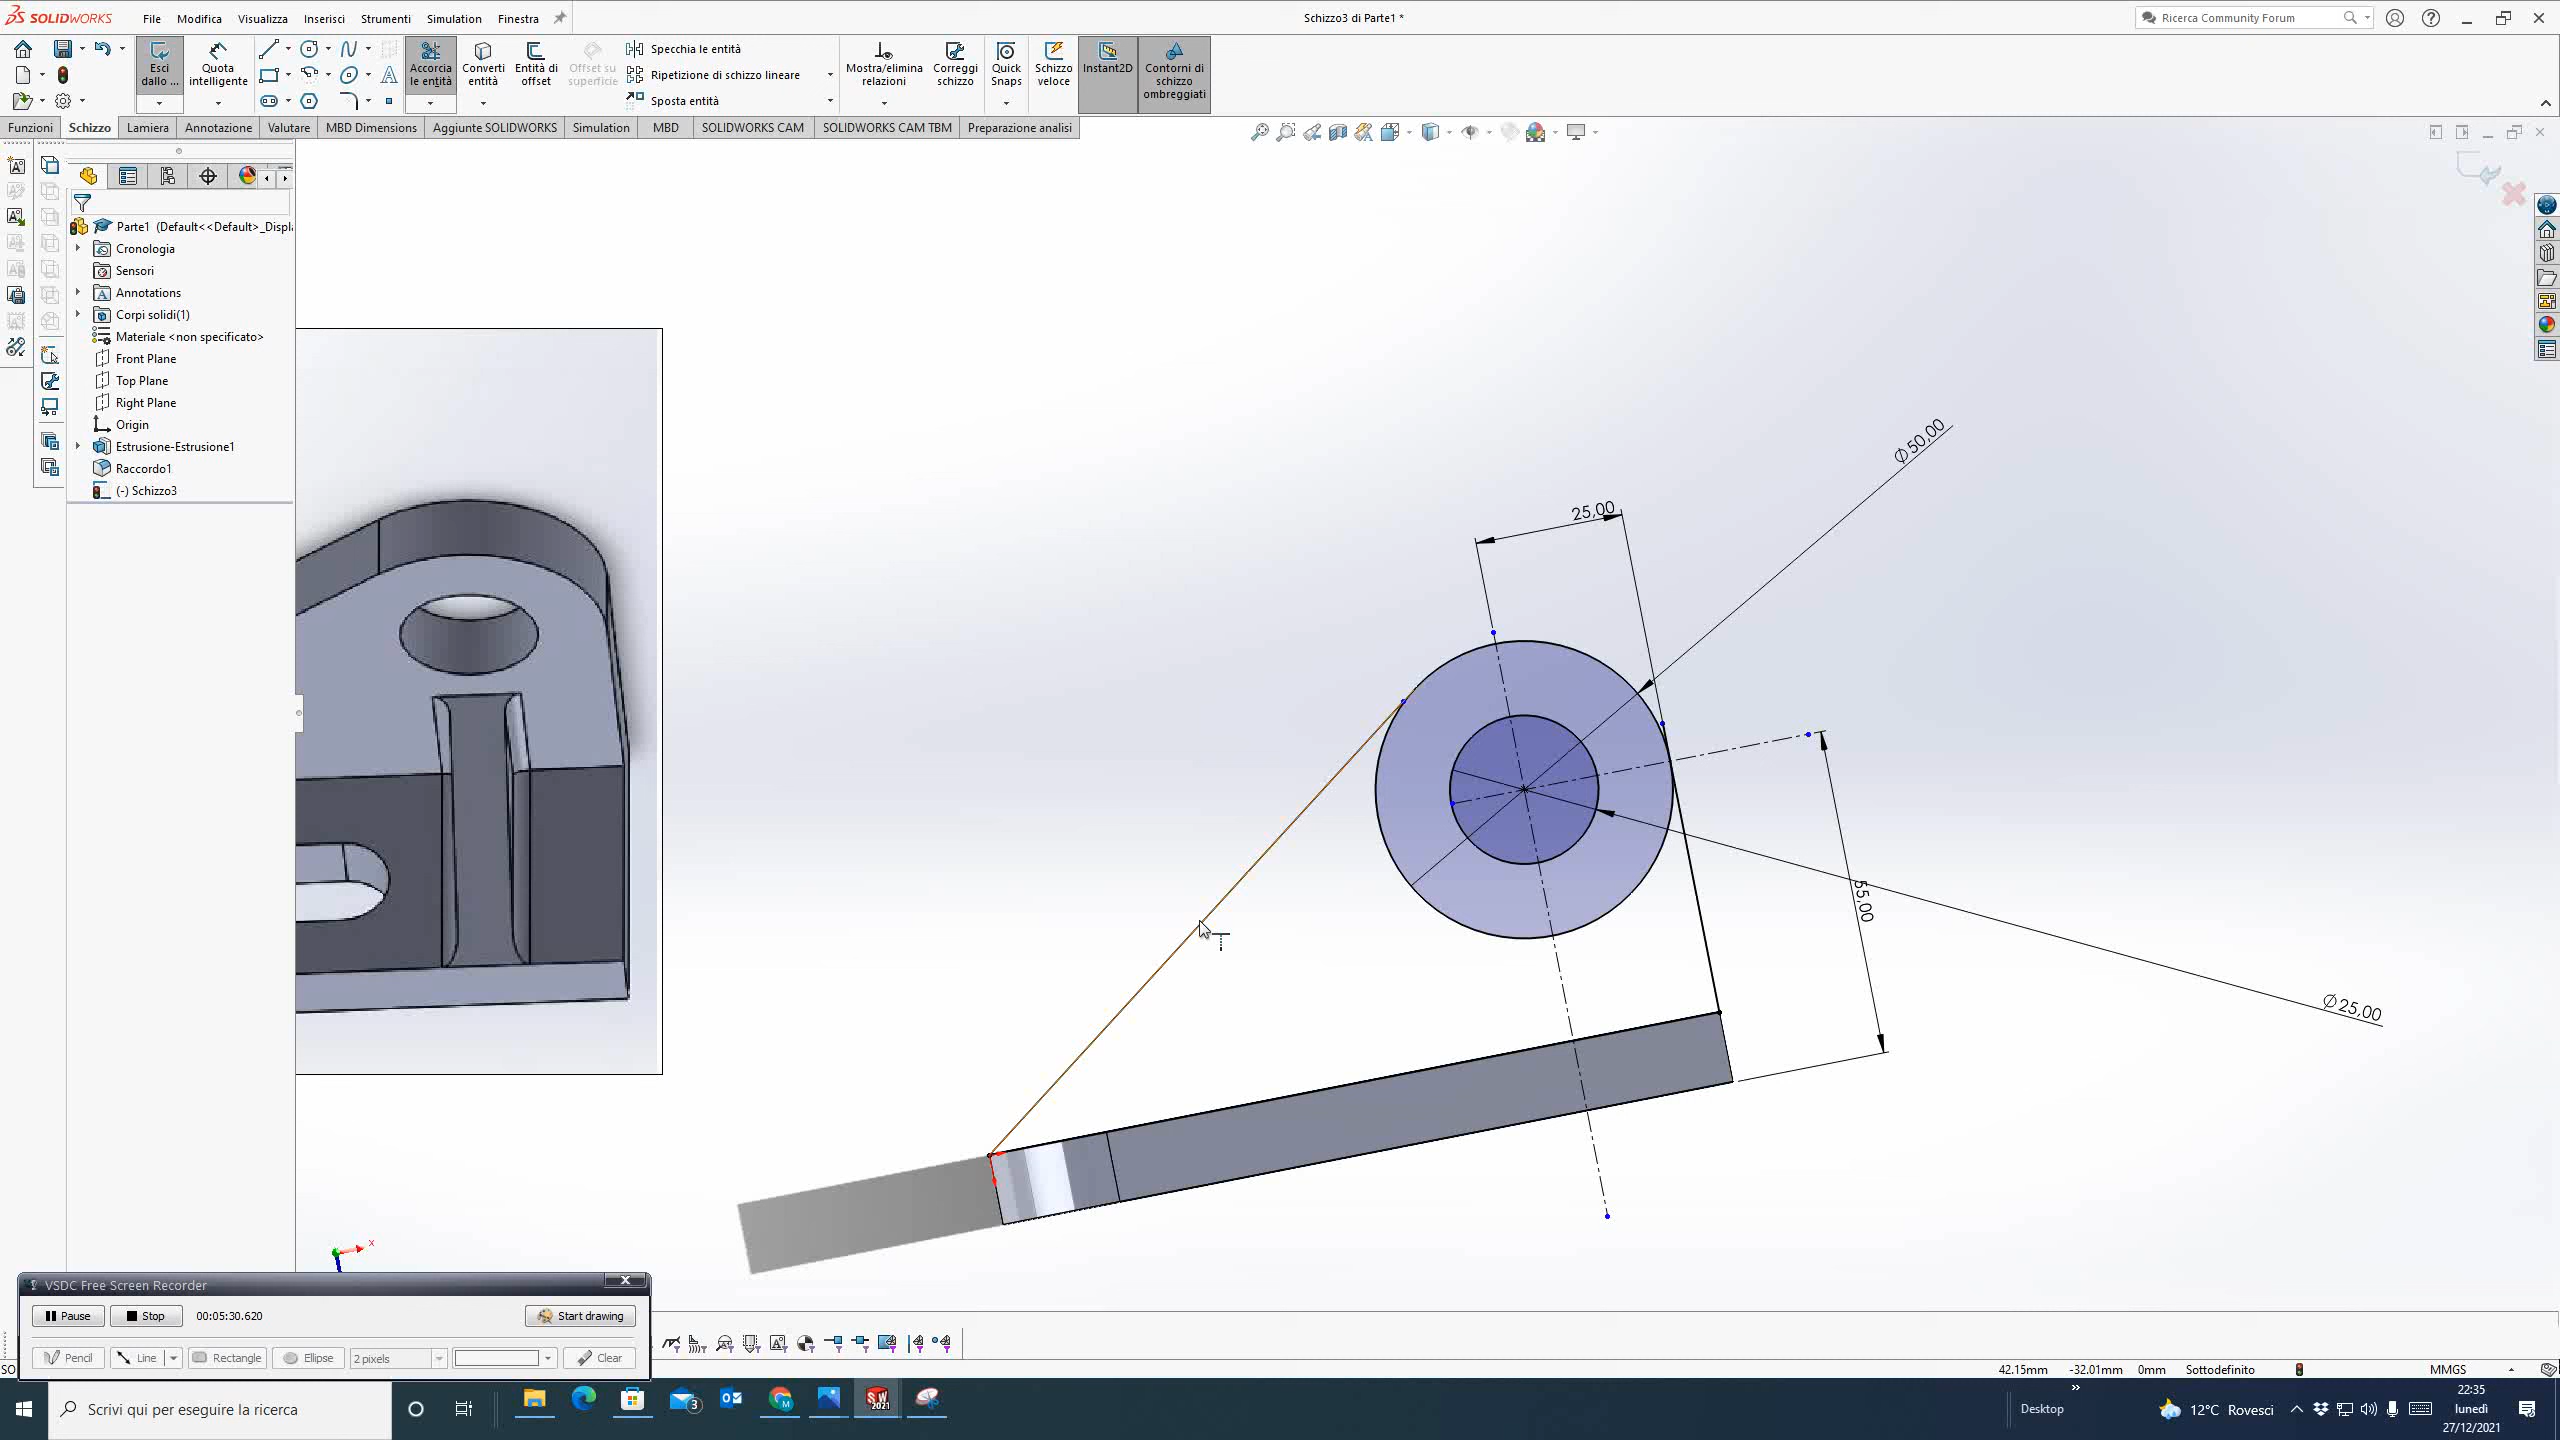 SOLIDWORKS
File Modifica Visualizza Inserisci Strumenti Simulation Finestra
Schizzo3 di Parte1 *
Ricerca Community Forum
Esci dallo ...
Quota intelligente
Accorcia le entità
Converti entità
Entità di offset
Offset su superficie
Specchia le entità
Ripetizione di schizzo lineare
Sposta entità
Mostra/elimina relazioni
Correggi schizzo
Quick Snaps
Schizzo veloce
Instant2D
Contorni di schizzo ombreggiati
Funzioni Schizzo Lamiera Annotazione Valutare MBD Dimensions Aggiunte SOLIDWORKS Simulation MBD SOLIDWORKS CAM SOLIDWORKS CAM TBM Preparazione analisi
Parte1 (Default<<Default>_Displ
Cronologia
Sensori
Annotations
Corpi solidi(1)
Materiale <non specificato>
Front Plane
Top Plane
Right Plane
Origin
Estrusione-Estrusione1
Raccordo1
(-) Schizzo3
Ø50,00
25,00
55,00
Ø25,00
x
VSDC Free Screen Recorder
Pause Stop 00:05:30.620 Start drawing
Pencil Line Rectangle Ellipse 2 pixels Clear
SO
42.15mm -32.01mm 0mm Sottodefinito MMGS
Scrivi qui per eseguire la ricerca
3
SW 2021
Desktop
12°C Rovesci
22:35
lunedì
27/12/2021